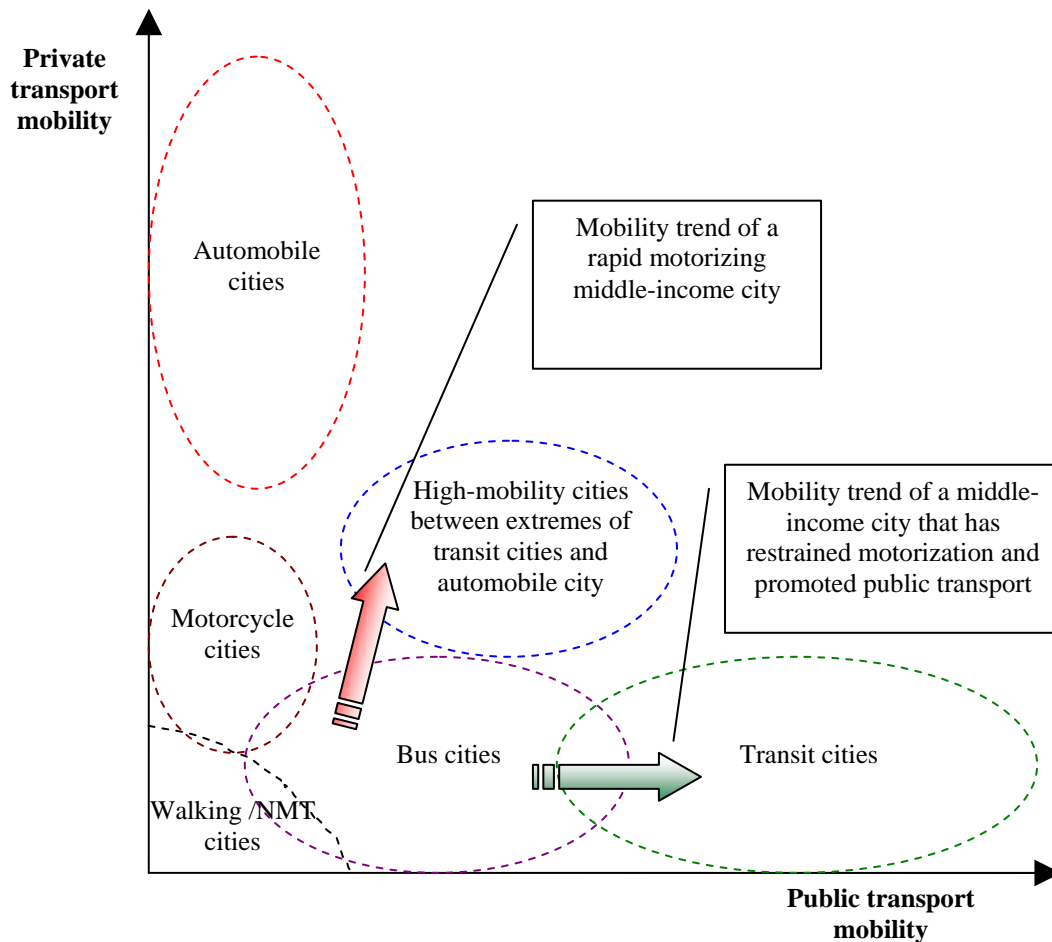 Private
transport
mobility
Automobile
cities
Mobility trend of a
rapid motorizing
middle-income city
High-mobility cities
between extremes of
transit cities and
automobile city
Mobility trend of a middle-
income city that has
restrained motorization and
promoted public transport
Motorcycle
cities
Bus cities
Transit cities
Walking /NMT
cities
Public transport
mobility